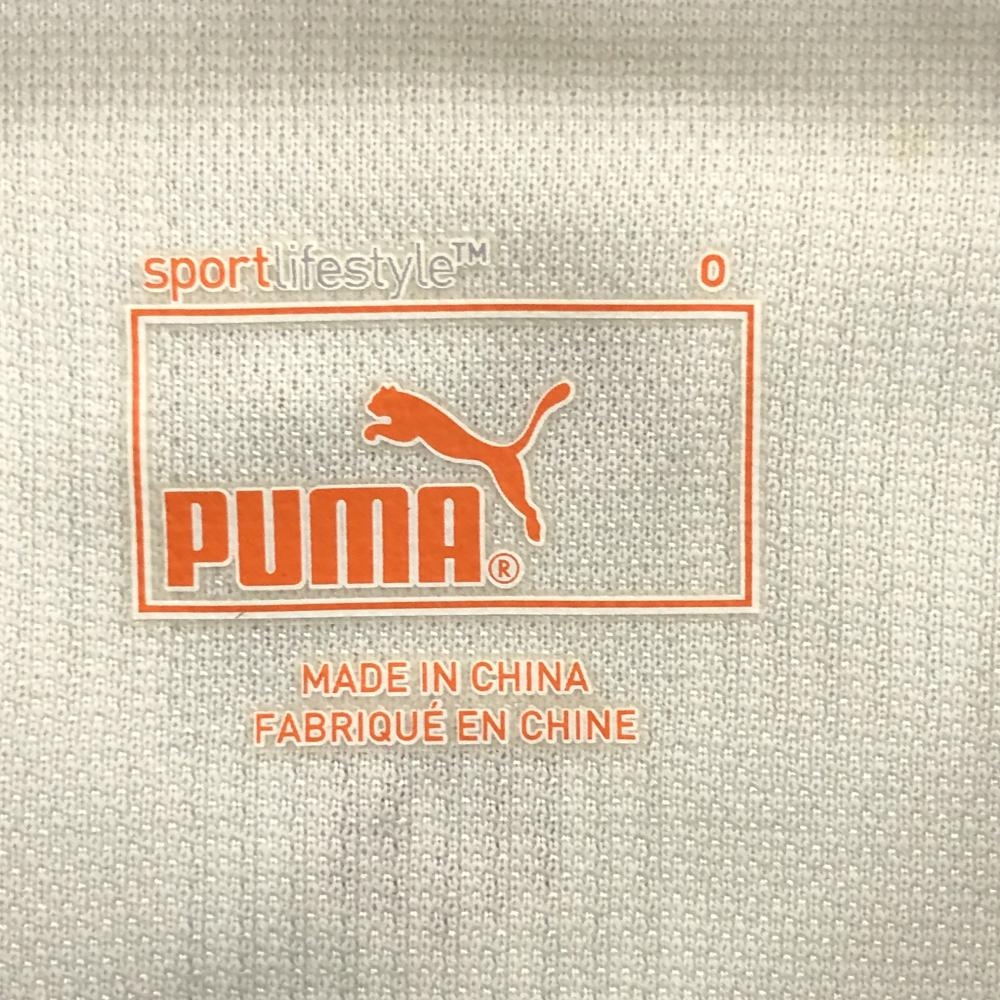 sportlifestyle™ O
PUMA®
MADE IN CHINA
FABRIQUÉ EN CHINE